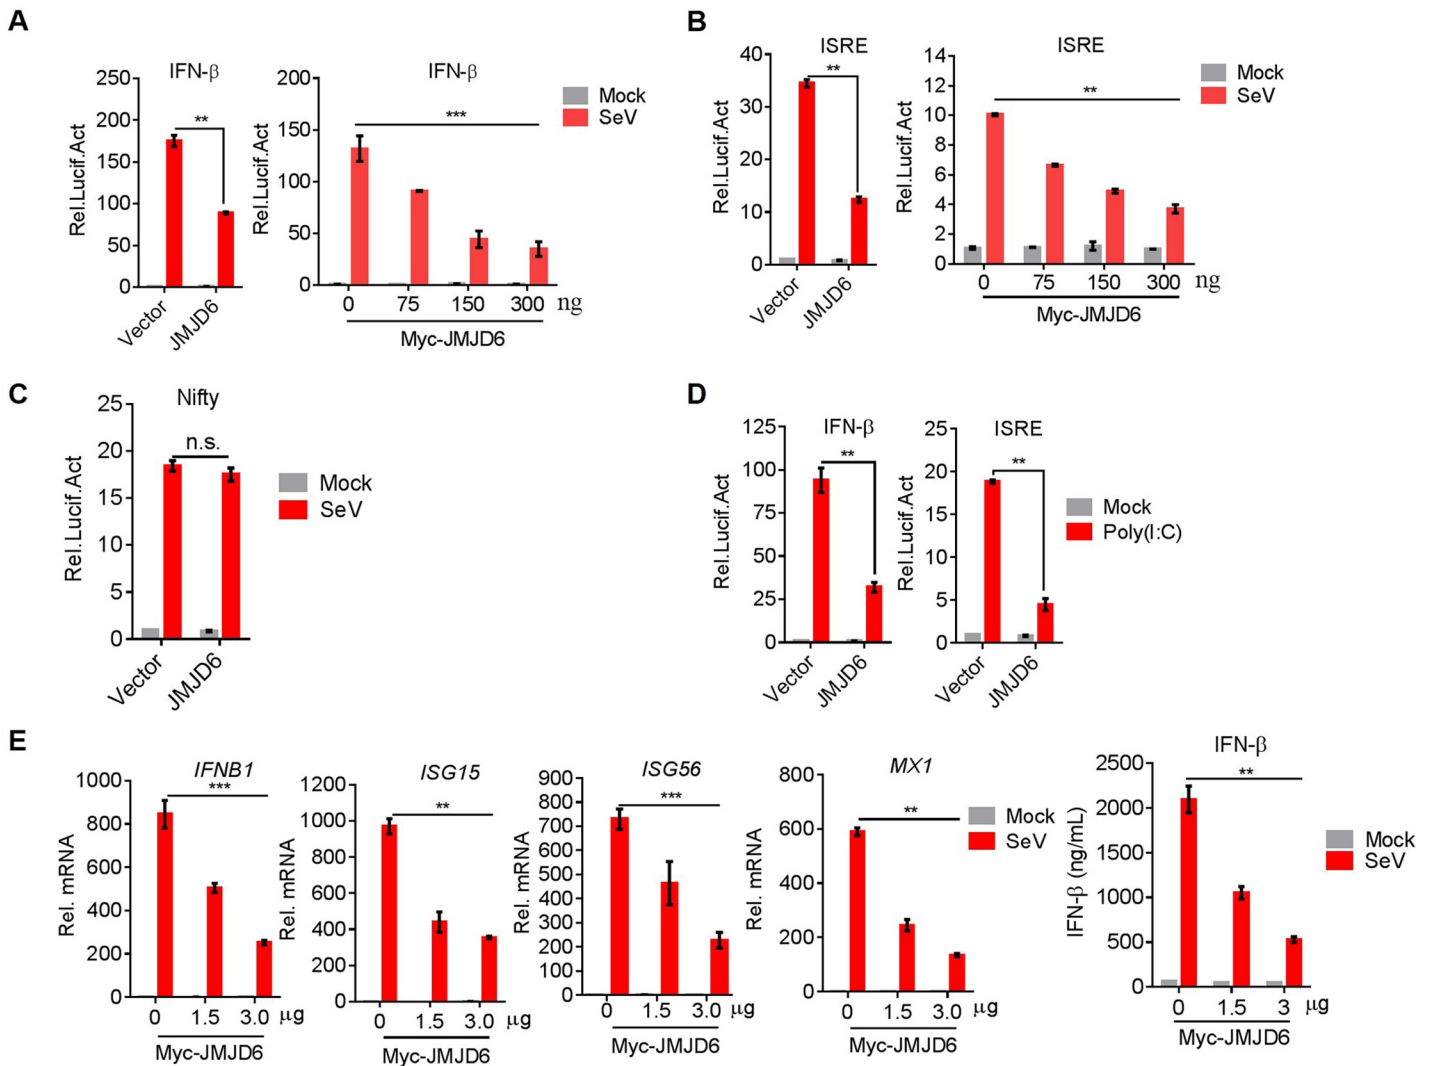 A
IFN-β
250
200
150
100
50
0
Rel.Lucif.Act
**
Vector
JMJD6
IFN-β
200
150
100
50
0
Rel.Lucif.Act
***
0 75 150 300 ng
Myc-JMJD6
Mock
SeV
B
ISRE
40
30
20
10
0
Rel.Lucif.Act
**
Vector
JMJD6
ISRE
14
12
10
8
6
4
2
0
Rel.Lucif.Act
**
0 75 150 300 ng
Myc-JMJD6
Mock
SeV
C
Nifty
25
20
15
10
5
0
Rel.Lucif.Act
n.s.
Vector
JMJD6
Mock
SeV
D
IFN-β
125
100
75
50
25
0
Rel.Lucif.Act
**
Vector
JMJD6
ISRE
25
20
15
10
5
0
Rel.Lucif.Act
**
Vector
JMJD6
Mock
Poly(I:C)
E
IFNB1
1000
800
600
400
200
0
Rel. mRNA
***
0 1.5 3.0 μg
Myc-JMJD6
ISG15
1200
1000
800
600
400
200
0
Rel. mRNA
**
0 1.5 3.0 μg
Myc-JMJD6
ISG56
900
800
700
600
500
400
300
200
100
0
Rel. mRNA
***
0 1.5 3.0 μg
Myc-JMJD6
MX1
800
600
400
200
0
Rel. mRNA
**
0 1.5 3.0 μg
Myc-JMJD6
Mock
SeV
IFN-β
2500
2000
1500
1000
500
0
IFN-β (ng/mL)
**
0 1.5 3 μg
Myc-JMJD6
Mock
SeV